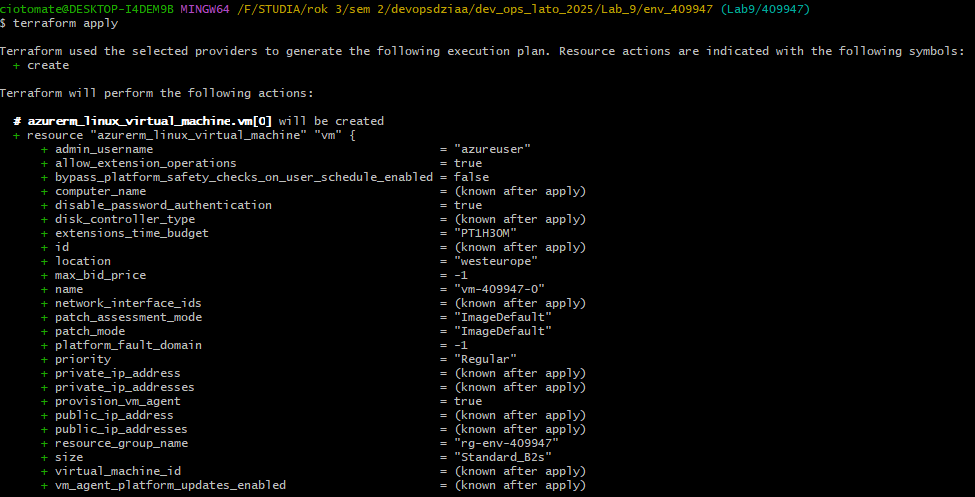 ciotomate@DESKTOP-I4DEM9B MINGW64 /F/STUDIA/rok 3/sem 2/devopsdziaa/dev_ops_lato_2025/Lab_9/env_409947 (Lab9/409947)
$ terraform apply
Terraform used the selected providers to generate the following execution plan. Resource actions are indicated with the following symbols:
+ create
Terraform will perform the following actions:
# azurerm_linux_virtual_machine.vm[0] will be created
+ resource "azurerm_linux_virtual_machine" "vm" {
+ admin_username = "azureuser"
+ allow_extension_operations = true
+ bypass_platform_safety_checks_on_user_schedule_enabled = false
+ computer_name = (known after apply)
+ disable_password_authentication = true
+ disk_controller_type = (known after apply)
+ extensions_time_budget = "PT1H30M"
+ id = (known after apply)
+ location = "westeurope"
+ max_bid_price = -1
+ name = "vm-409947-0"
+ network_interface_ids = (known after apply)
+ patch_assessment_mode = "ImageDefault"
+ patch_mode = "ImageDefault"
+ platform_fault_domain = -1
+ priority = "Regular"
+ private_ip_address = (known after apply)
+ private_ip_addresses = (known after apply)
+ provision_vm_agent = true
+ public_ip_address = (known after apply)
+ public_ip_addresses = (known after apply)
+ resource_group_name = "rg-env-409947"
+ size = "Standard_B2s"
+ virtual_machine_id = (known after apply)
+ vm_agent_platform_updates_enabled = (known after apply)